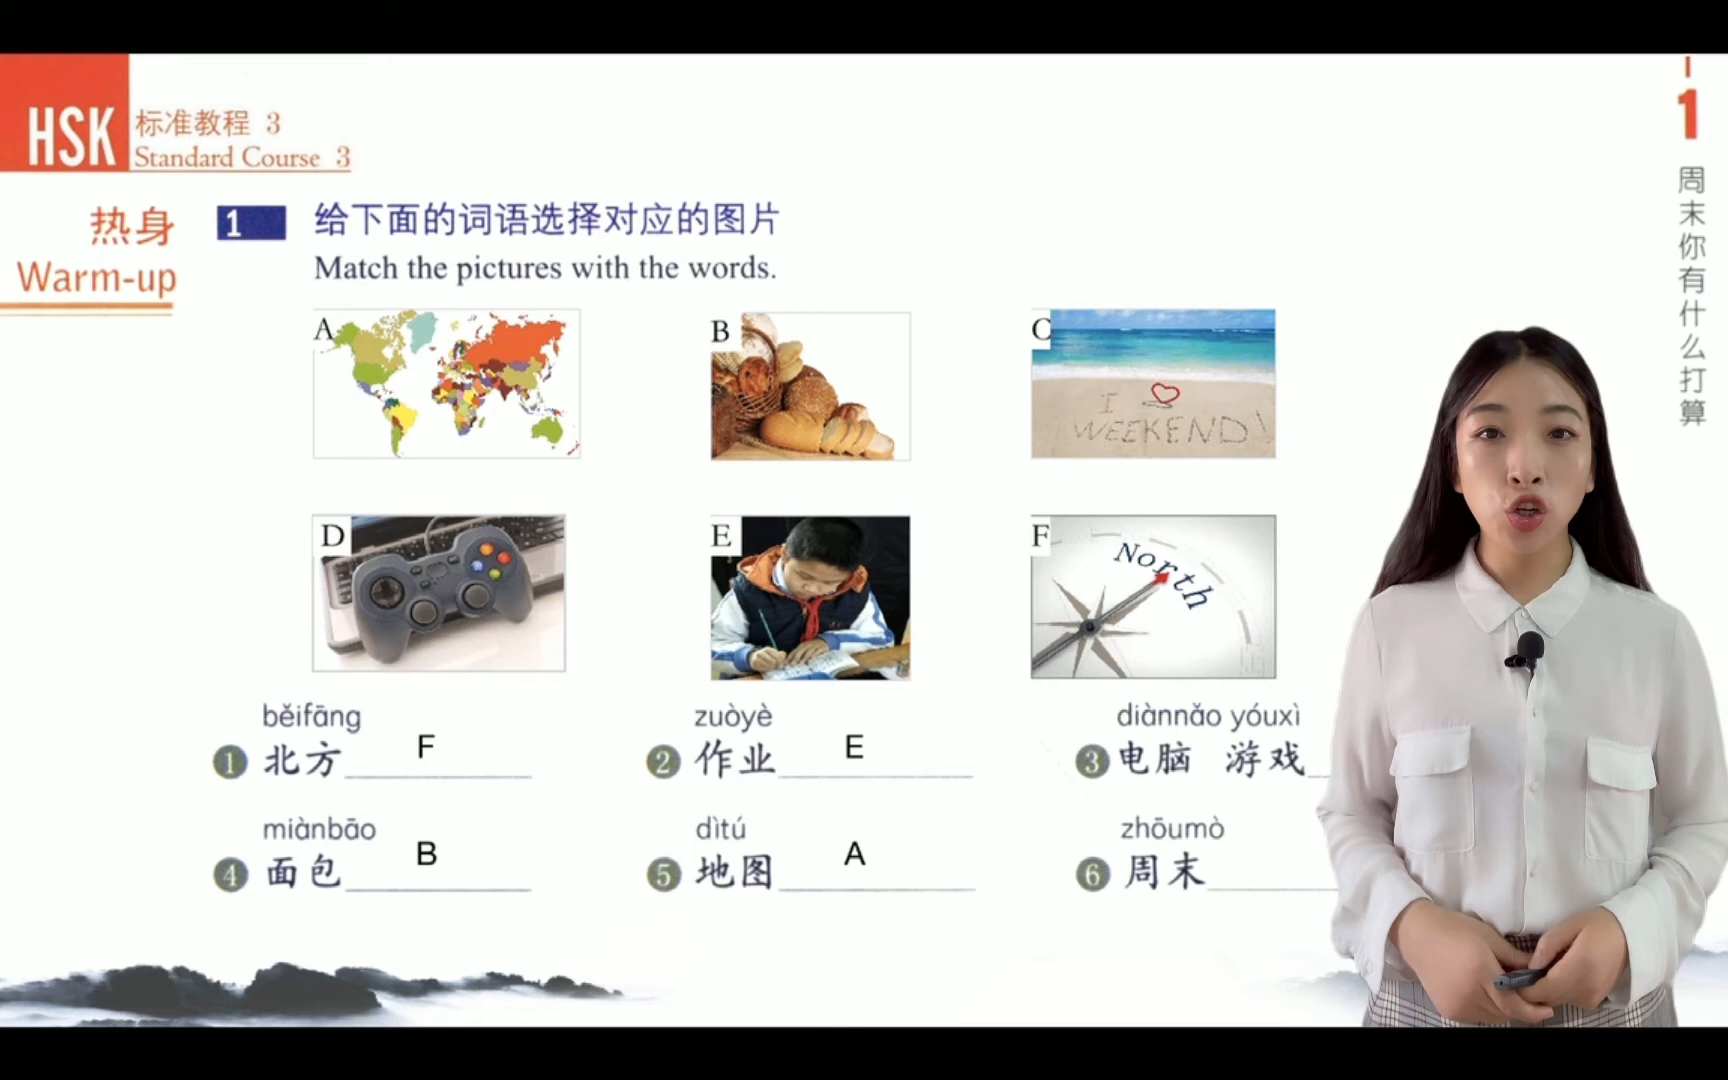 HSK
标准教程 3
Standard Course 3
热身
Warm-up
1
给下面的词语选择对应的图片
Match the pictures with the words.
A
B
C
I
WEEKEND!
D
E
F
North
běifāng
1 北方 F
zuòyè
2 作业 E
diànnǎo yóuxì
3 电脑 游戏
miànbāo
4 面包 B
dìtú
5 地图 A
zhōumò
6 周末
1
周末你有什么打算